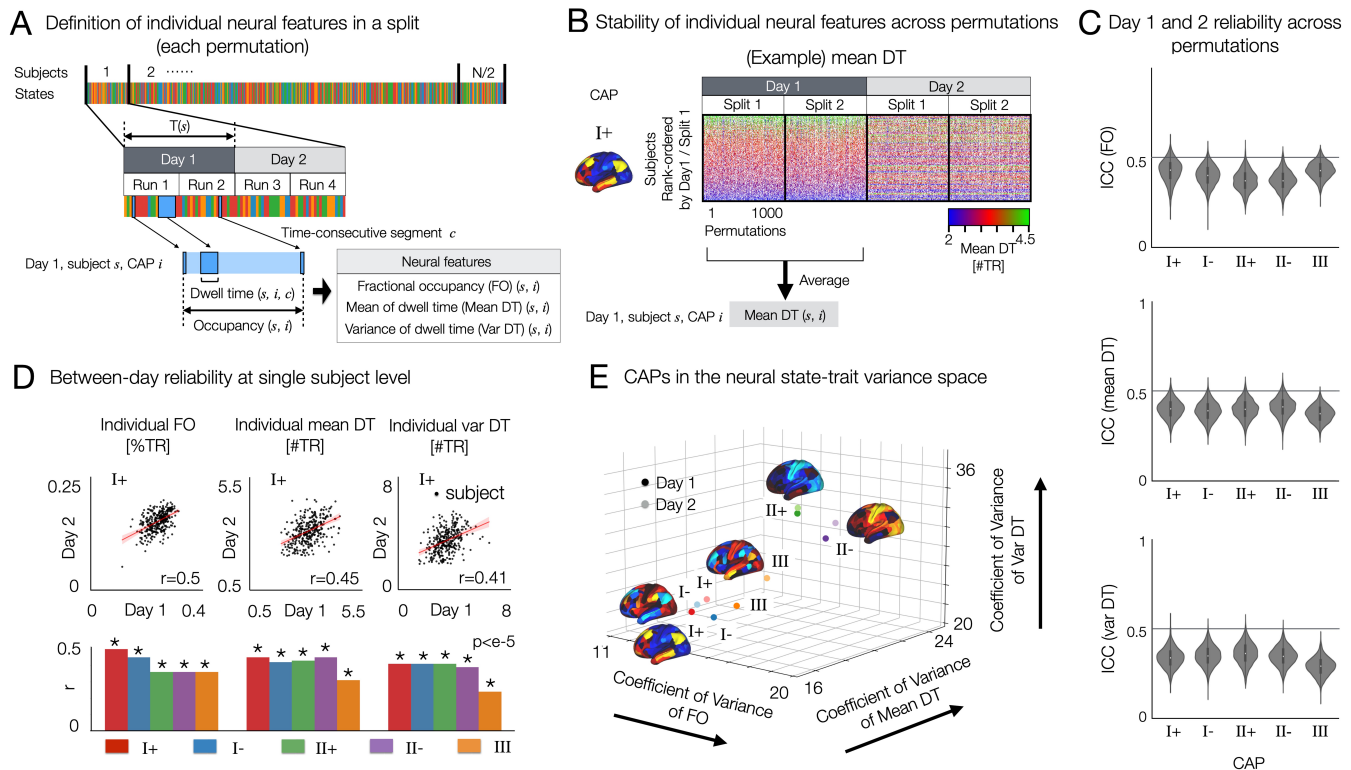 A Definition of individual neural features in a split
(each permutation)
Subjects 1 2 ...... N/2
States
T(s)
Day 1 Day 2
Run 1 Run 2 Run 3 Run 4
Time-consecutive segment c
Day 1, subject s, CAP i
Dwell time (s, i, c)
Occupancy (s, i)
Neural features
Fractional occupancy (FO) (s, i)
Mean of dwell time (Mean DT) (s, i)
Variance of dwell time (Var DT) (s, i)
B Stability of individual neural features across permutations
(Example) mean DT
CAP
I+
Day 1 Day 2
Split 1 Split 2 Split 1 Split 2
Subjects
Rank-ordered
by Day1 / Split 1
1 1000
Permutations
2 4.5
Mean DT
[#TR]
Average
Day 1, subject s, CAP i Mean DT (s, i)
C Day 1 and 2 reliability across
permutations
ICC (FO)
0.5
0
I+ I- II+ II- III
ICC (mean DT)
1
0.5
0
I+ I- II+ II- III
ICC (var DT)
1
0.5
0
I+ I- II+ II- III
CAP
D Between-day reliability at single subject level
Individual FO
[%TR]
I+
0.25
Day 2
0
r=0.5
0 Day 1 0.4
Individual mean DT
[#TR]
I+
5.5
Day 2
0.5
r=0.45
0.5 Day 1 5.5
Individual var DT
[#TR]
I+
subject
8
Day 2
0
r=0.41
0 Day 1 8
p<e-5
0.5
r
0
* * * * * * * * * * * * * * *
I+ I- II+ II- III
E CAPs in the neural state-trait variance space
Day 1
Day 2
II+
II-
III
I+
I-
III
I+
I-
36
20
Coefficient of Variance
of Var DT
11
20
Coefficient of Variance
of FO
16
24
Coefficient of Variance
of Mean DT